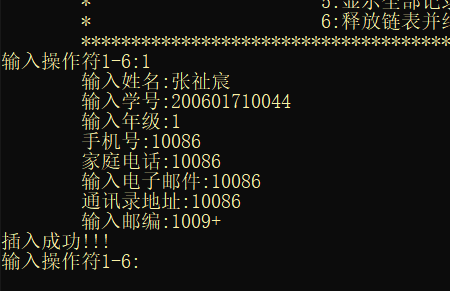 * 5:显示全部记
* 6:释放链表并
*************************************
输入操作符1-6:1
输入姓名:张祉宸
输入学号:200601710044
输入年级:1
手机号:10086
家庭电话:10086
输入电子邮件:10086
通讯录地址:10086
输入邮编:1009+
插入成功!!!
输入操作符1-6: